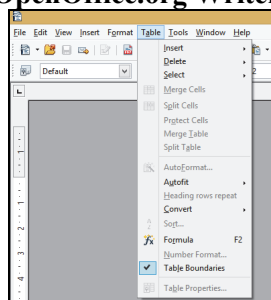 OpenOffice.org Writer
File Edit View Insert Format Table Tools Window Help
Default
Insert
Delete
Select
Merge Cells
Split Cells
Protect Cells
Merge Table
Split Table
AutoFormat...
Autofit
Heading rows repeat
Convert
Sort...
Formula F2
Number Format...
Table Boundaries
Table Properties...